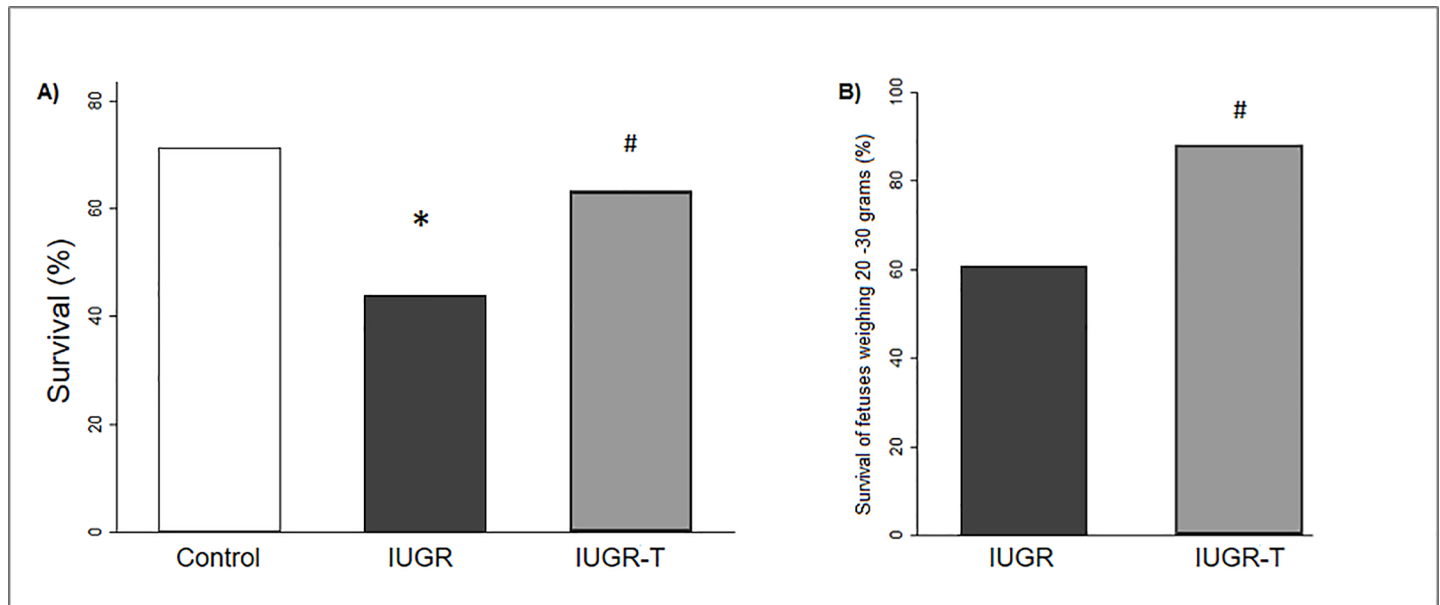 A)
Survival (%)
80
60
40
20
0
*
#
Control IUGR IUGR-T
B)
Survival of fetuses weighing 20 -30 grams (%)
100
80
60
40
20
0
#
IUGR IUGR-T